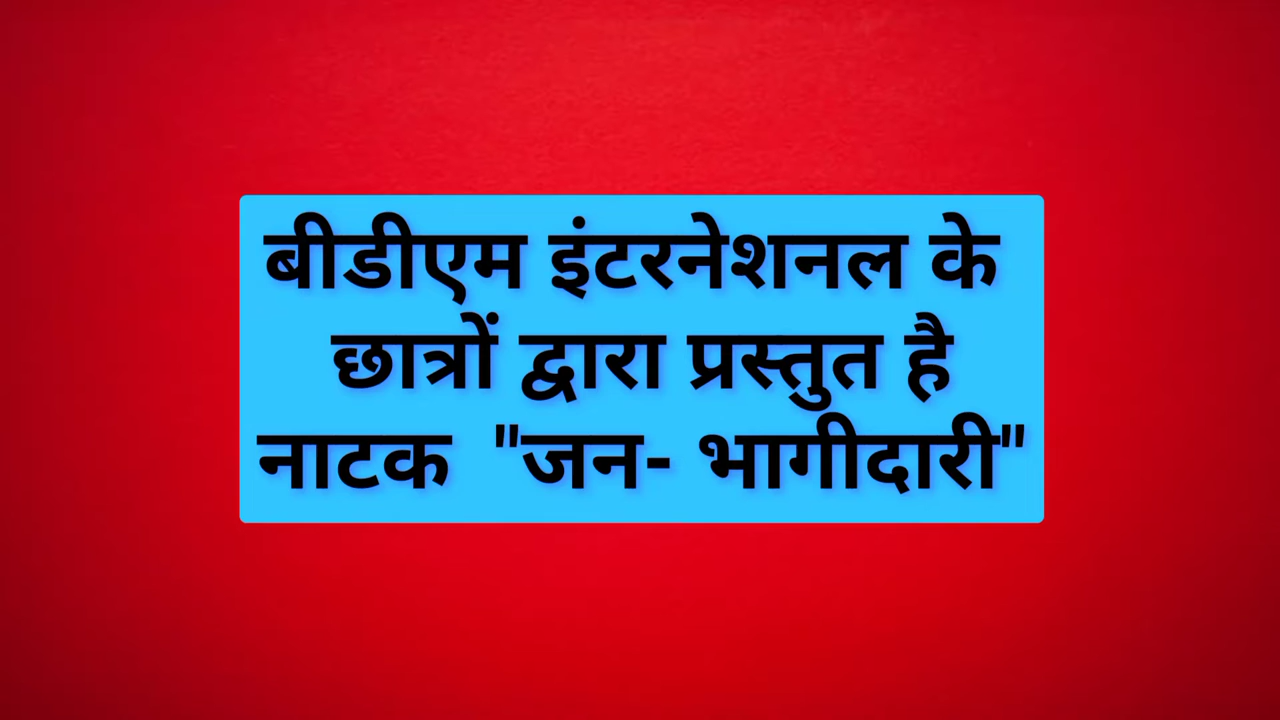 बीडीएम इंटरनेशनल के
छात्रों द्वारा प्रस्तुत है
नाटक "जन- भागीदारी"